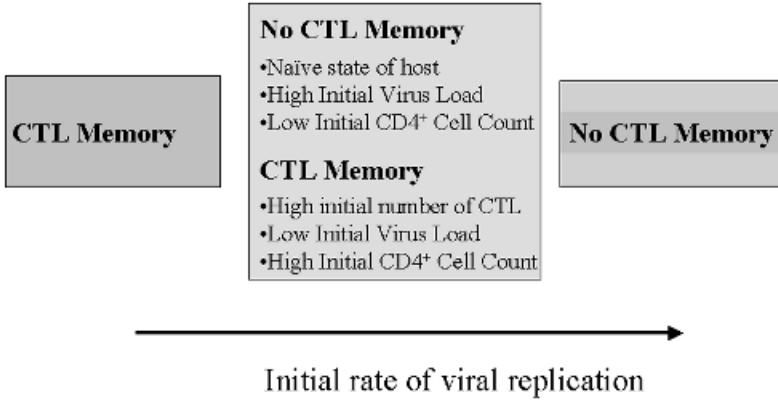 CTL Memory
No CTL Memory
•Naïve state of host
•High Initial Virus Load
•Low Initial CD4⁺ Cell Count
CTL Memory
•High initial number of CTL
•Low Initial Virus Load
•High Initial CD4⁺ Cell Count
No CTL Memory
Initial rate of viral replication